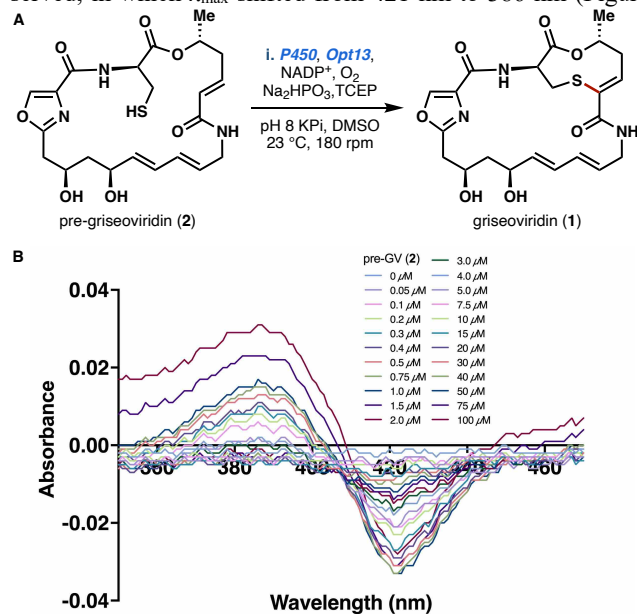 A
Me
Me
O
O
O
O
i. P450, Opt13,
NADP⁺, O₂
Na₂HPO₃,TCEP
O
N
H
O
N
H
S
HS
O
N
O
N
O
NH
pH 8 KPi, DMSO
23 °C, 180 rpm
O
NH
OH OH
OH OH
pre-griseoviridin (2)
griseoviridin (1)
B
pre-GV (2)
3.0 µM
0 µM
4.0 µM
0.05 µM
5.0 µM
0.1 µM
7.5 µM
0.2 µM
10 µM
0.3 µM
15 µM
0.4 µM
20 µM
0.5 µM
30 µM
0.75 µM
40 µM
1.0 µM
50 µM
1.5 µM
75 µM
2.0 µM
100 µM
0.04
0.02
0.00
-0.02
-0.04
360 380 400 420 440 460
Absorbance
Wavelength (nm)